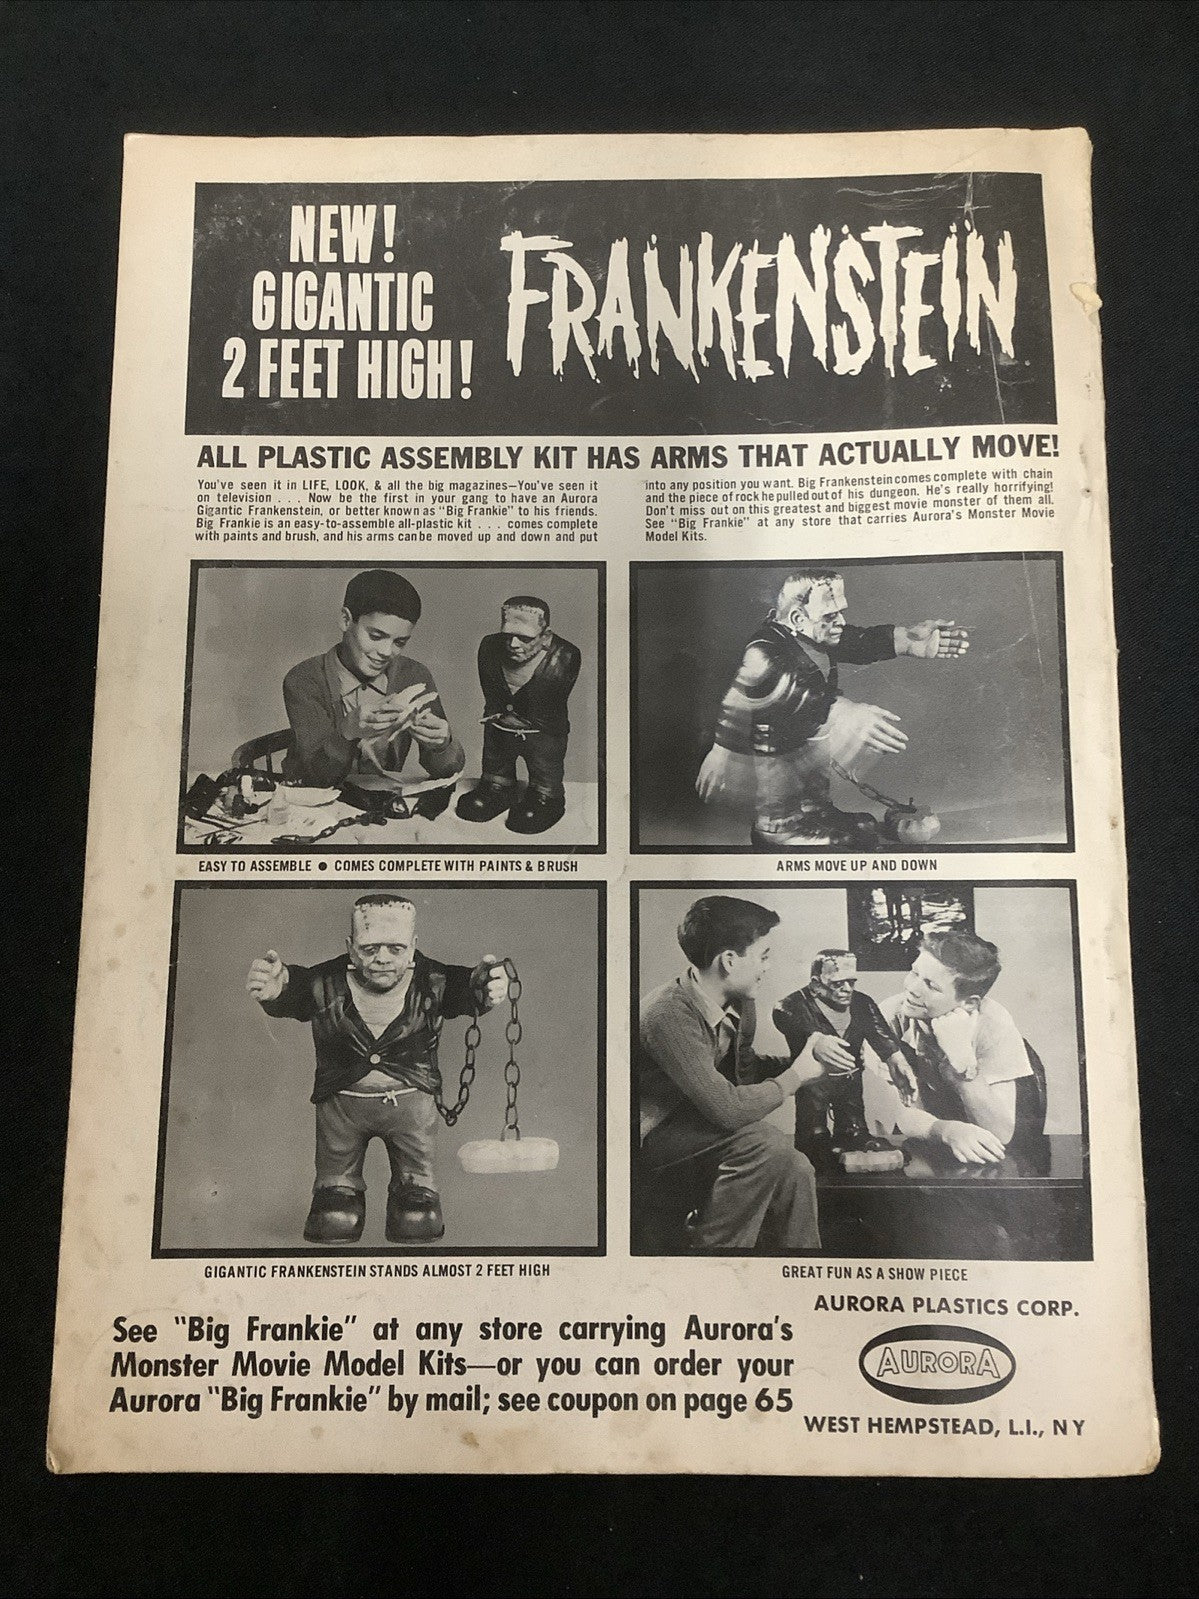 NEW!
GIGANTIC
2 FEET HIGH!
FRANKENSTEIN
ALL PLASTIC ASSEMBLY KIT HAS ARMS THAT ACTUALLY MOVE!
You've seen it in LIFE, LOOK, & all the big magazines—You've seen it
on television . . . Now be the first in your gang to have an Aurora
Gigantic Frankenstein, or better known as "Big Frankie" to his friends.
Big Frankie is an easy-to-assemble all-plastic kit . . . comes complete
with paints and brush, and his arms can be moved up and down and put
into any position you want. Big Frankenstein comes complete with chain
and the piece of rock he pulled out of his dungeon. He's really horrifying!
Don't miss out on this greatest and biggest movie monster of them all.
See "Big Frankie" at any store that carries Aurora's Monster Movie
Model Kits.
EASY TO ASSEMBLE ● COMES COMPLETE WITH PAINTS & BRUSH
ARMS MOVE UP AND DOWN
GIGANTIC FRANKENSTEIN STANDS ALMOST 2 FEET HIGH
GREAT FUN AS A SHOW PIECE
See "Big Frankie" at any store carrying Aurora's
Monster Movie Model Kits—or you can order your
Aurora "Big Frankie" by mail; see coupon on page 65
AURORA PLASTICS CORP.
AURORA
WEST HEMPSTEAD, L.I., N Y